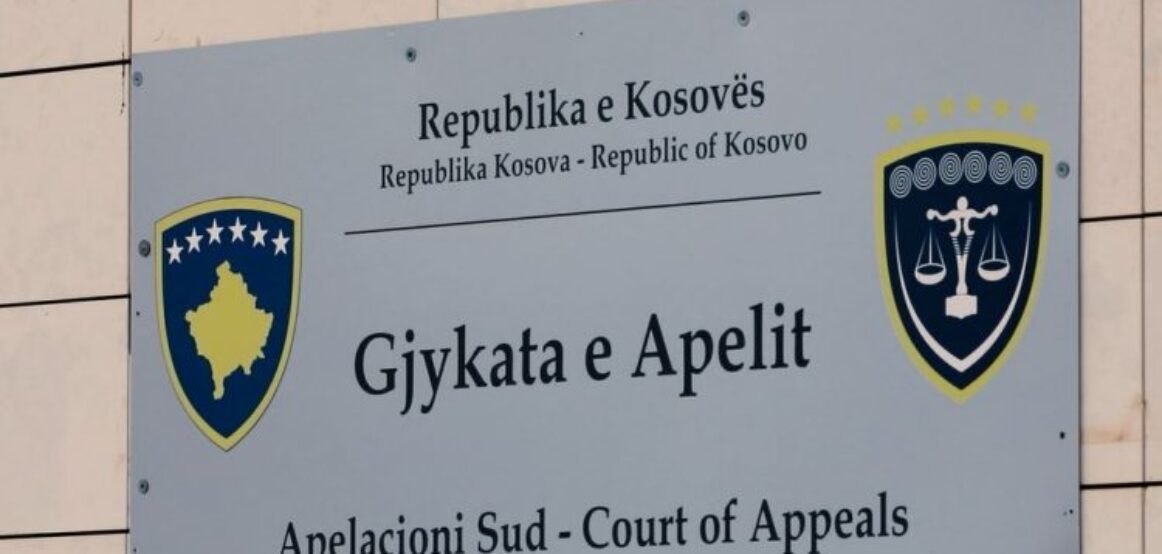 Republika e Kosovës
Republika Kosova - Republic of Kosovo
Gjykata e Apelit
Apelacioni Sud - Court of Appeals